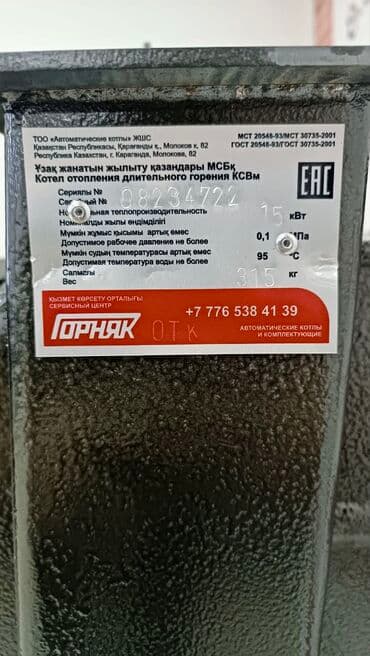 ТОО «Автоматические котлы» ЖШС
Қазақстан Республикасы, Қарағанды қ., Молоков к, 82
Республика Казахстан, г. Караганда, Молокова, 82
МСТ 20548-93/МСТ 30735-2001
ГОСТ 20548-93/ГОСТ 30735-2001
Ұзақ жанатын жылыту қазандары МСБқ
Котел отопления длительного горения КСВм
EAC
Сериялы №
Серийный № 08234722
Номинальная теплопроизводительность 15 кВт
Номиналды жылу өндімділігі
Мүмкін жұмыс қысымы артық емес
Допустимое рабочее давление не более 0,1 МПа
Мүмкін судың температурасы артық емес
Допустимая температура воды не более 95 °С
Салмағы
Вес 315 кг
ҚЫЗМЕТ КӨРСЕТУ ОРТАЛЫҒЫ
СЕРВИСНЫЙ ЦЕНТР
+7 776 538 41 39
ГОРНЯК ОТК
АВТОМАТИЧЕСКИЕ КОТЛЫ
И КОМПЛЕКТУЮЩИЕ